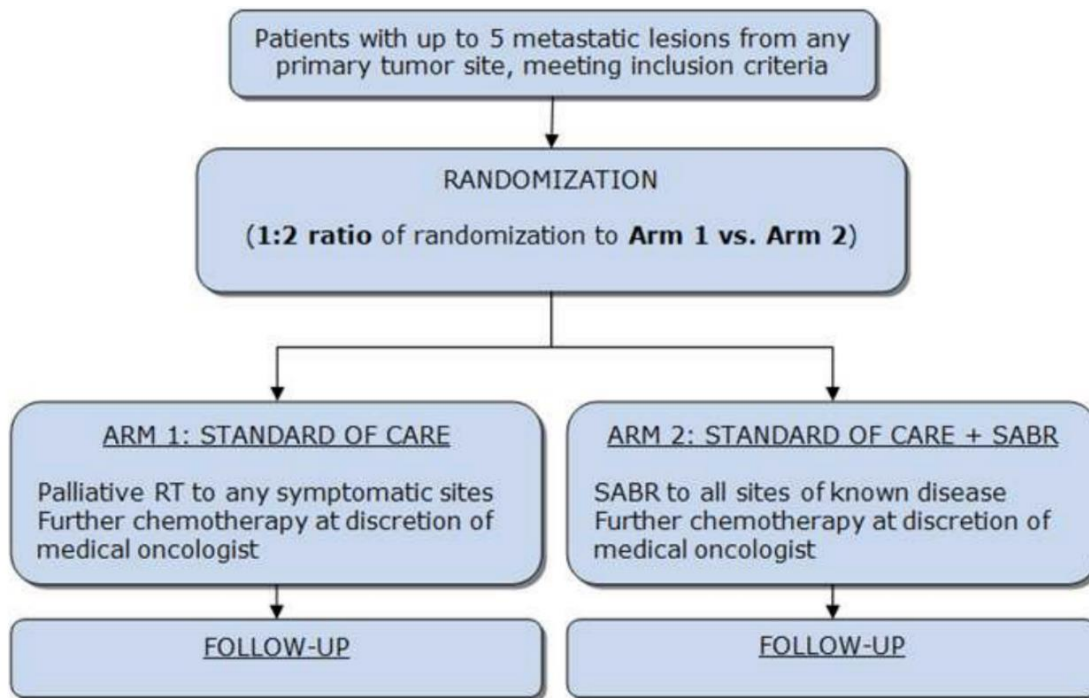 Patients with up to 5 metastatic lesions from any
primary tumor site, meeting inclusion criteria
RANDOMIZATION
(1:2 ratio of randomization to Arm 1 vs. Arm 2)
ARM 1: STANDARD OF CARE
Palliative RT to any symptomatic sites
Further chemotherapy at discretion of
medical oncologist
ARM 2: STANDARD OF CARE + SABR
SABR to all sites of known disease
Further chemotherapy at discretion of
medical oncologist
FOLLOW-UP
FOLLOW-UP